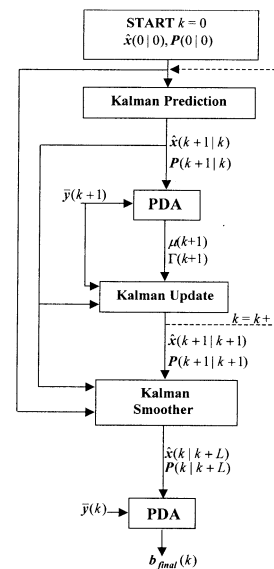 START k = 0
x̂(0 | 0), P(0 | 0)
Kalman Prediction
x̂(k + 1 | k)
P(k + 1 | k)
ȳ(k + 1)
PDA
μ(k+1)
Γ(k+1)
Kalman Update
k = k +
x̂(k + 1 | k + 1)
P(k + 1 | k + 1)
Kalman
Smoother
x̂(k | k + L)
P(k | k + L)
ȳ(k)
PDA
b_final(k)